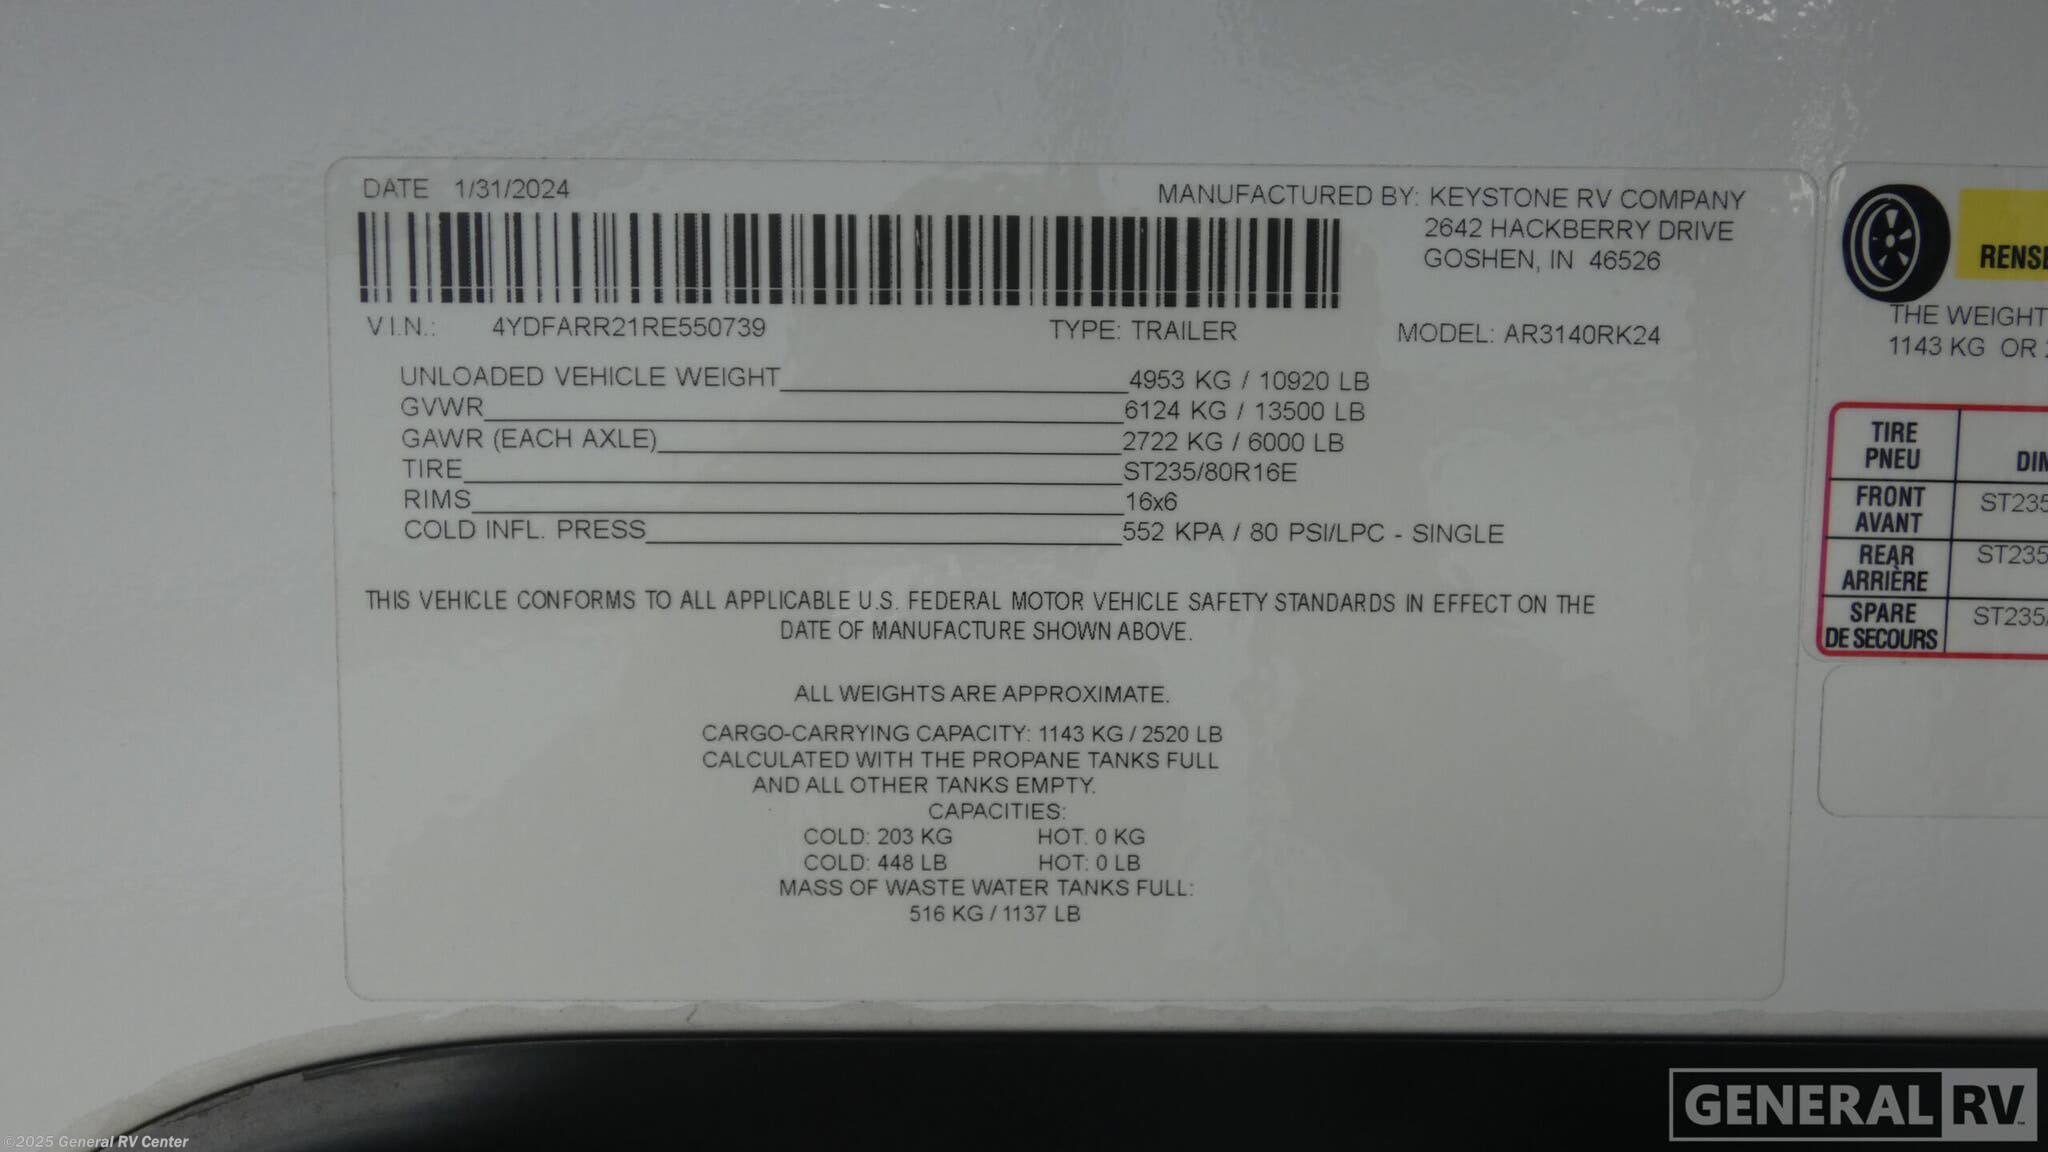 DATE 1/31/2024
MANUFACTURED BY: KEYSTONE RV COMPANY
2642 HACKBERRY DRIVE
GOSHEN, IN 46526
V.I.N.: 4YDFARR21RE550739 TYPE: TRAILER MODEL: AR3140RK24
UNLOADED VEHICLE WEIGHT 4953 KG / 10920 LB
GVWR 6124 KG / 13500 LB
GAWR (EACH AXLE) 2722 KG / 6000 LB
TIRE ST235/80R16E
RIMS 16x6
COLD INFL. PRESS 552 KPA / 80 PSI/LPC - SINGLE
THIS VEHICLE CONFORMS TO ALL APPLICABLE U.S. FEDERAL MOTOR VEHICLE SAFETY STANDARDS IN EFFECT ON THE
DATE OF MANUFACTURE SHOWN ABOVE.
ALL WEIGHTS ARE APPROXIMATE.
CARGO-CARRYING CAPACITY: 1143 KG / 2520 LB
CALCULATED WITH THE PROPANE TANKS FULL
AND ALL OTHER TANKS EMPTY.
CAPACITIES:
COLD: 203 KG HOT: 0 KG
COLD: 448 LB HOT: 0 LB
MASS OF WASTE WATER TANKS FULL:
516 KG / 1137 LB
RENSE
THE WEIGHT
1143 KG OR 2
TIRE
PNEU DIM
FRONT
AVANT ST235
REAR
ARRIÈRE ST235
SPARE
DE SECOURS ST235/
GENERAL RV
©2025 General RV Center